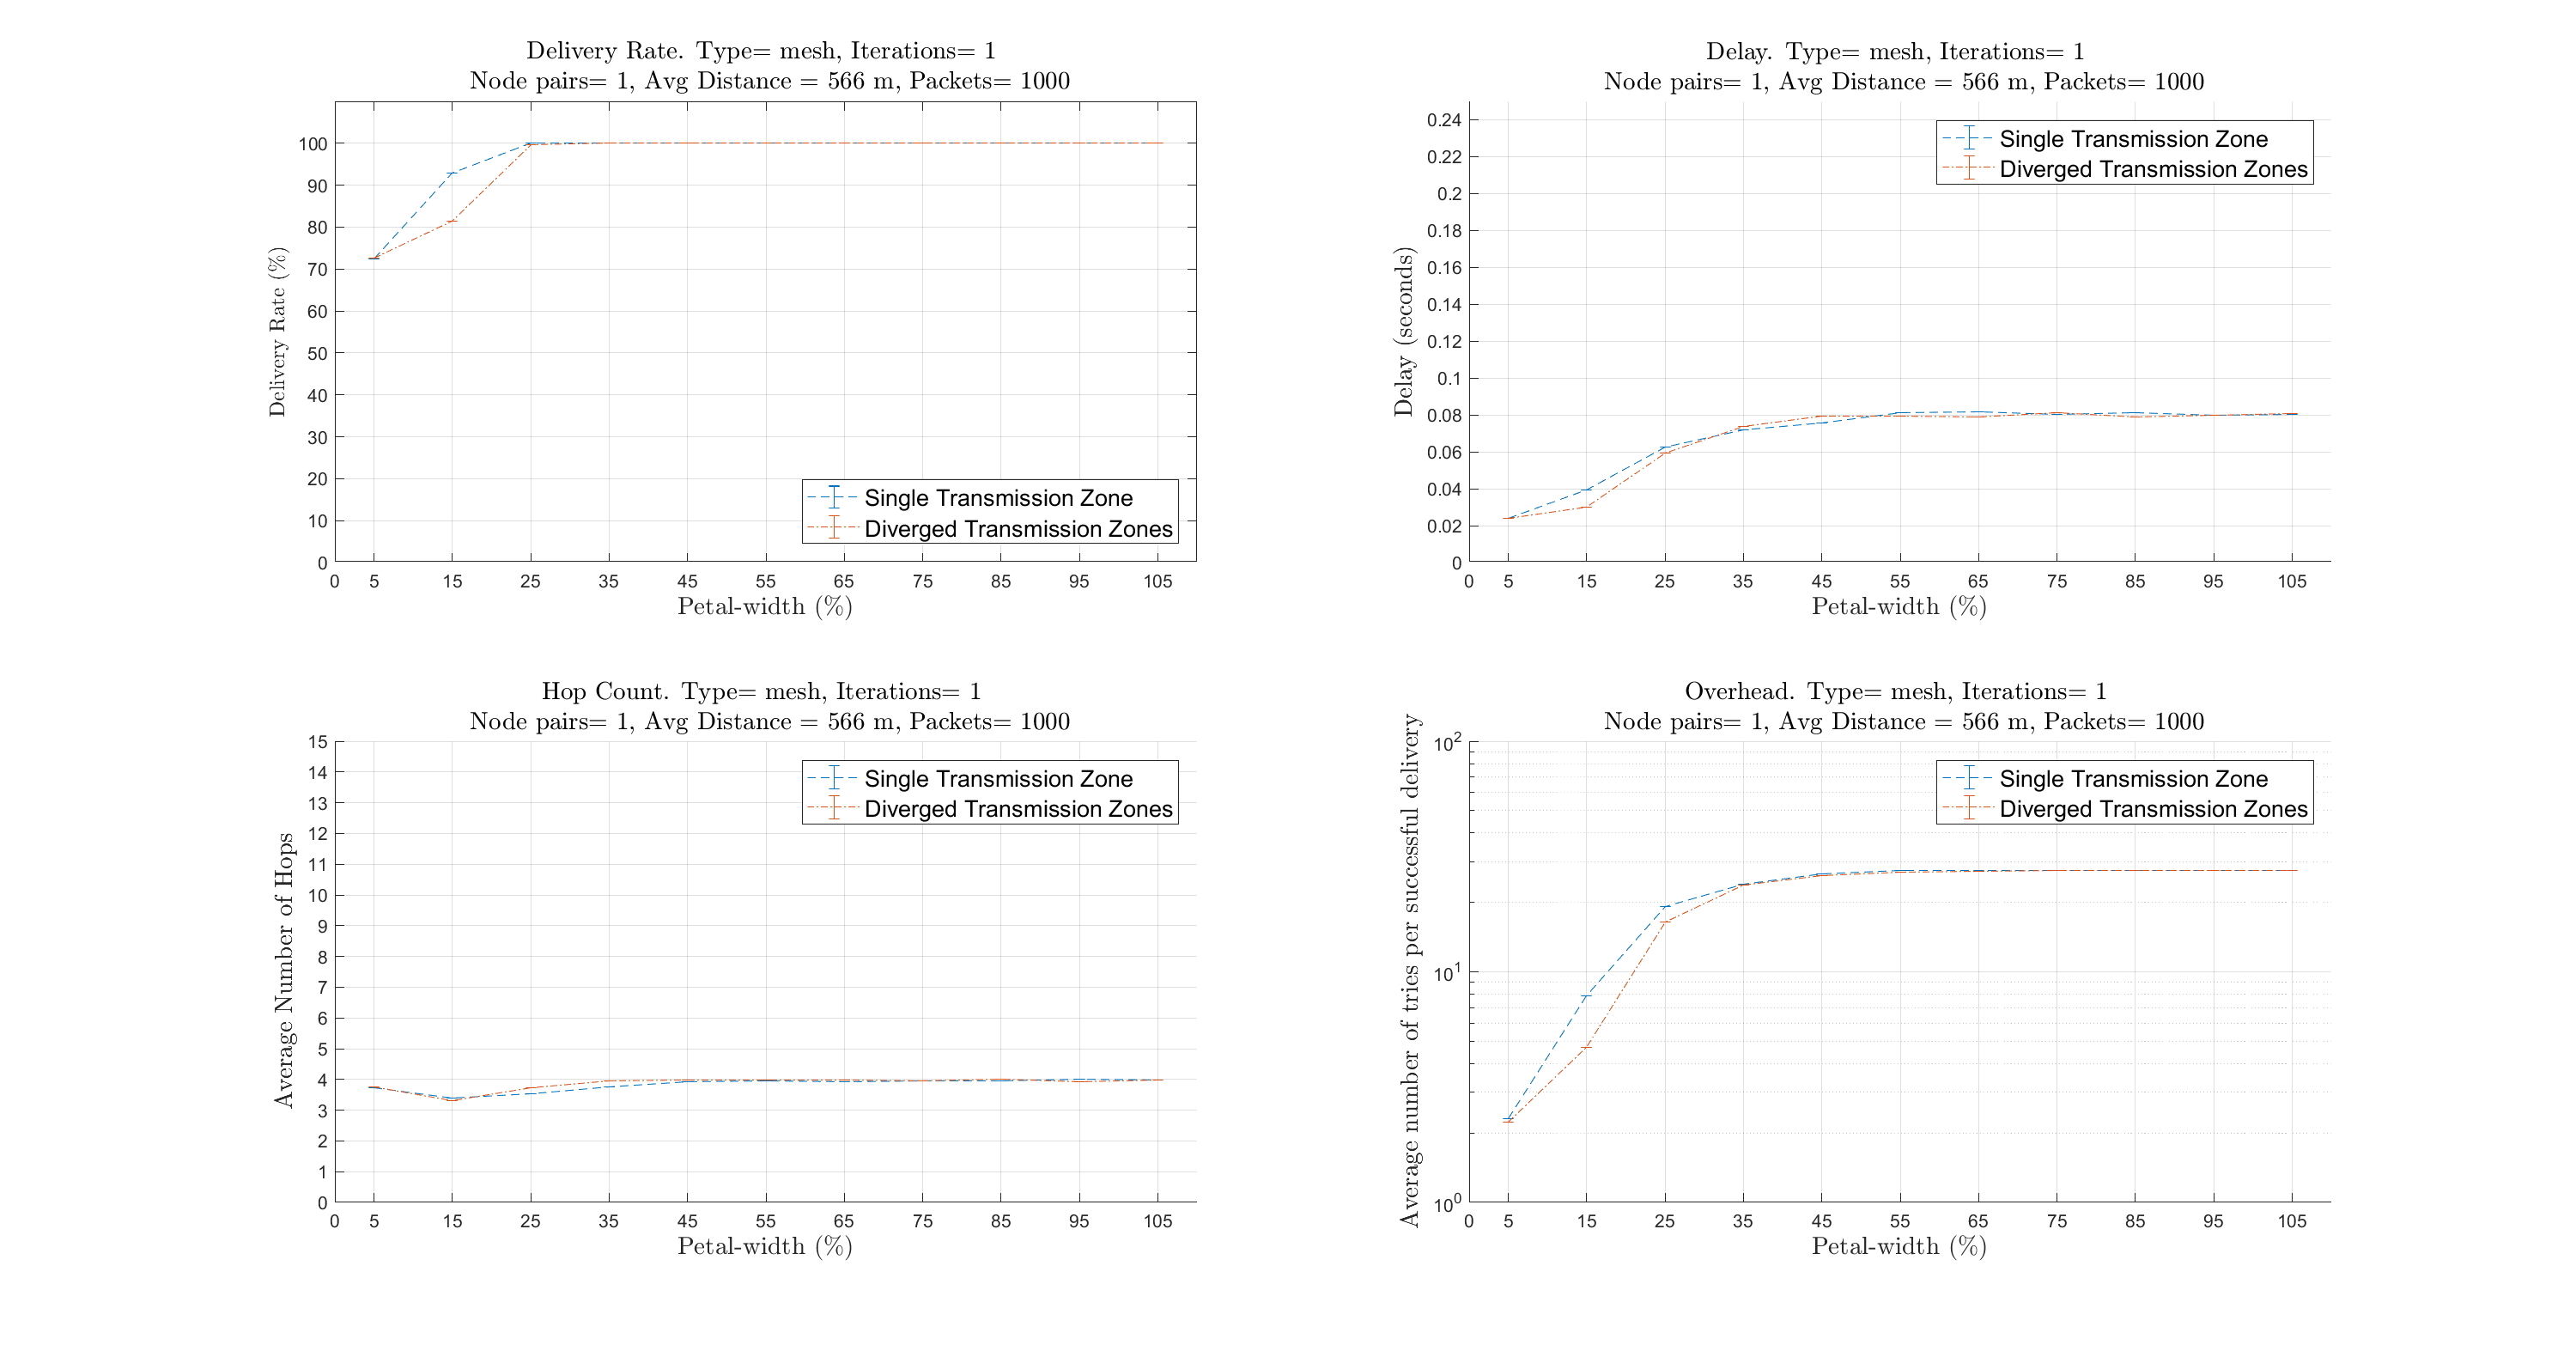 Delivery Rate. Type= mesh, Iterations= 1
Node pairs= 1, Avg Distance = 566 m, Packets= 1000
Delivery Rate (%)
100
90
80
70
60
50
40
30
20
10
0
Single Transmission Zone
Diverged Transmission Zones
0 5 15 25 35 45 55 65 75 85 95 105
Petal-width (%)
Delay. Type= mesh, Iterations= 1
Node pairs= 1, Avg Distance = 566 m, Packets= 1000
Delay (seconds)
0.24
0.22
0.2
0.18
0.16
0.14
0.12
0.1
0.08
0.06
0.04
0.02
0
Single Transmission Zone
Diverged Transmission Zones
0 5 15 25 35 45 55 65 75 85 95 105
Petal-width (%)
Hop Count. Type= mesh, Iterations= 1
Node pairs= 1, Avg Distance = 566 m, Packets= 1000
Average Number of Hops
15
14
13
12
11
10
9
8
7
6
5
4
3
2
1
0
Single Transmission Zone
Diverged Transmission Zones
0 5 15 25 35 45 55 65 75 85 95 105
Petal-width (%)
Overhead. Type= mesh, Iterations= 1
Node pairs= 1, Avg Distance = 566 m, Packets= 1000
Average number of tries per successful delivery
10²
10¹
10⁰
Single Transmission Zone
Diverged Transmission Zones
0 5 15 25 35 45 55 65 75 85 95 105
Petal-width (%)